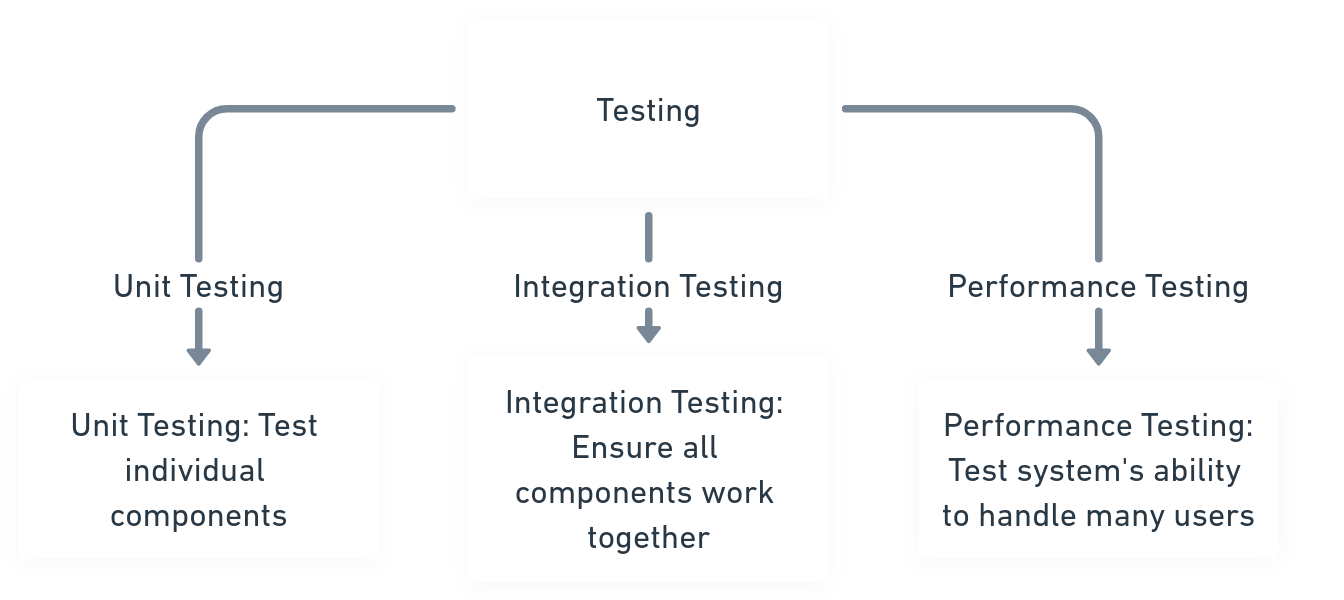 Testing
Unit Testing
Integration Testing
Performance Testing
Unit Testing: Test
individual
components
Integration Testing:
Ensure all
components work
together
Performance Testing:
Test system's ability
to handle many users